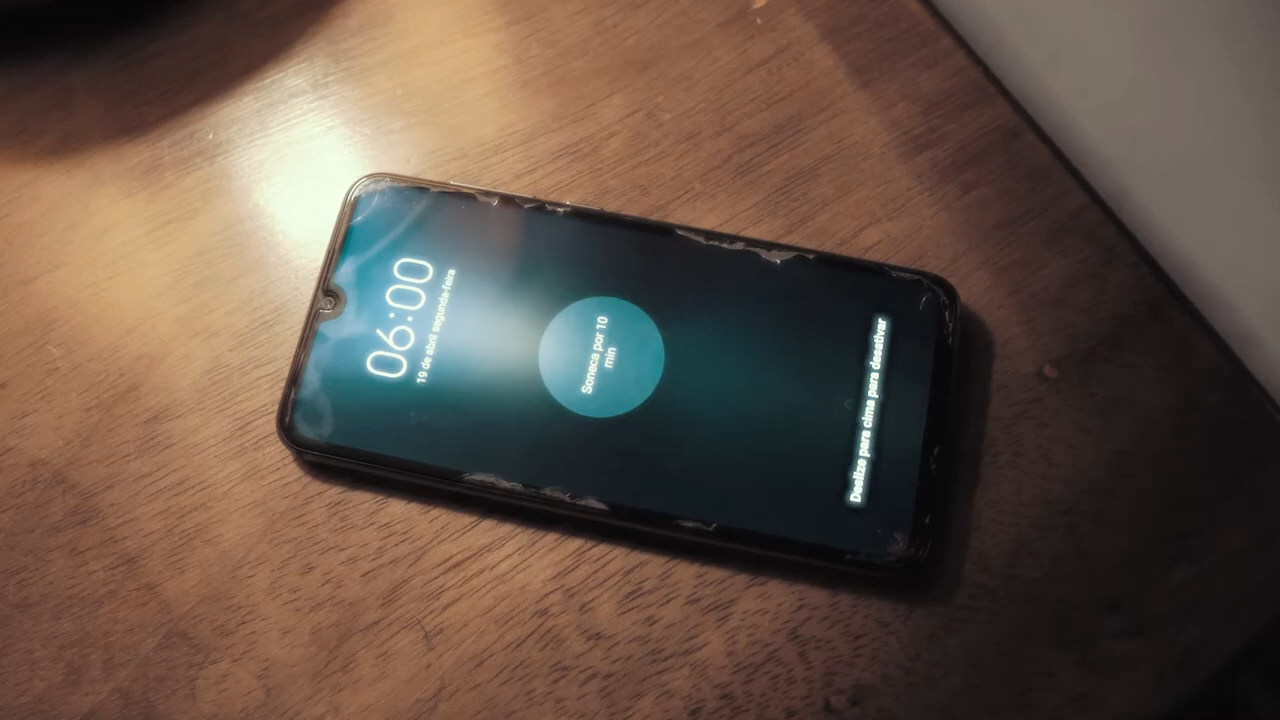 06:00
19 de abril segunda-feira
Soneca por 10
min
Deslize para cima para desativar